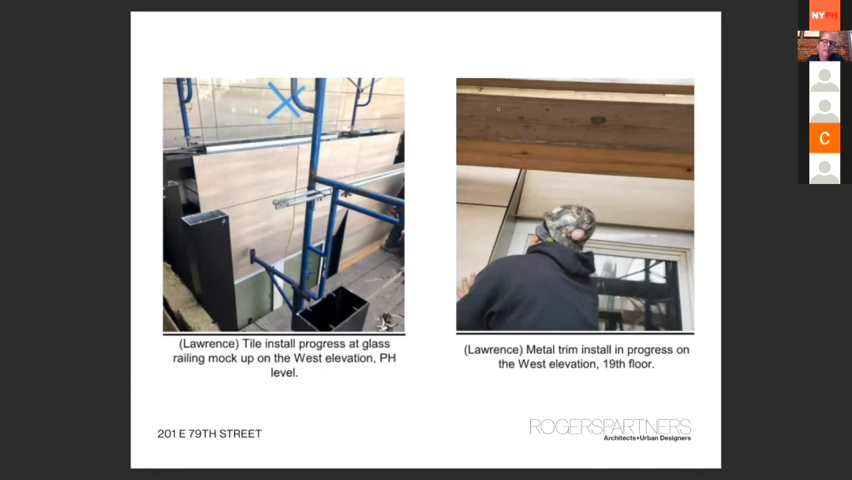 NYPH
C
(Lawrence) Tile install progress at glass
railing mock up on the West elevation, PH
level.
(Lawrence) Metal trim install in progress on
the West elevation, 19th floor.
201 E 79TH STREET
ROGERSPARTNERS
Architects+Urban Designers